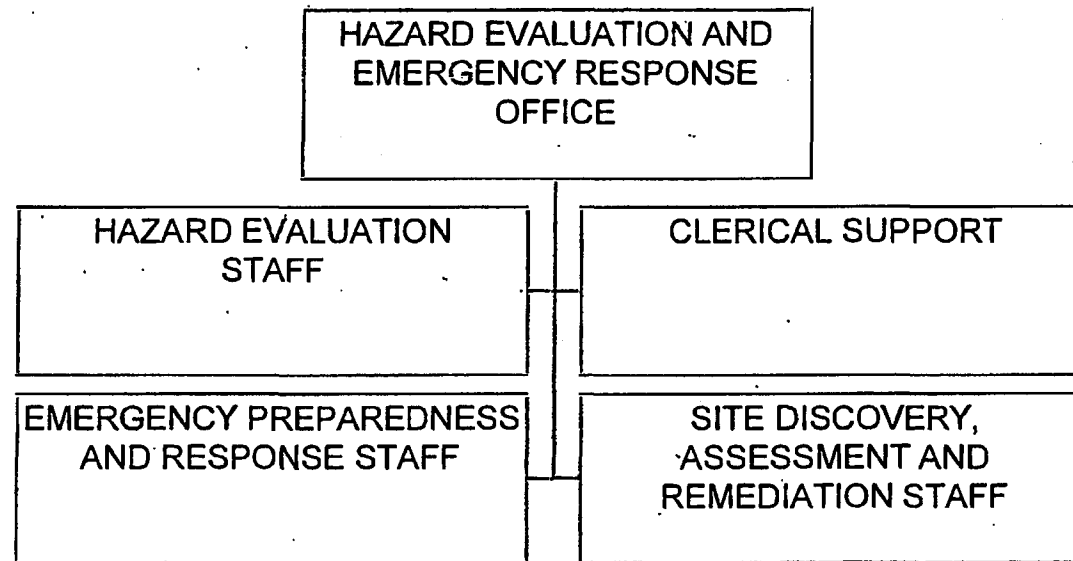 HAZARD EVALUATION AND
EMERGENCY RESPONSE
OFFICE
HAZARD EVALUATION
STAFF
CLERICAL SUPPORT
EMERGENCY PREPAREDNESS
AND RESPONSE STAFF
SITE DISCOVERY,
ASSESSMENT AND
REMEDIATION STAFF